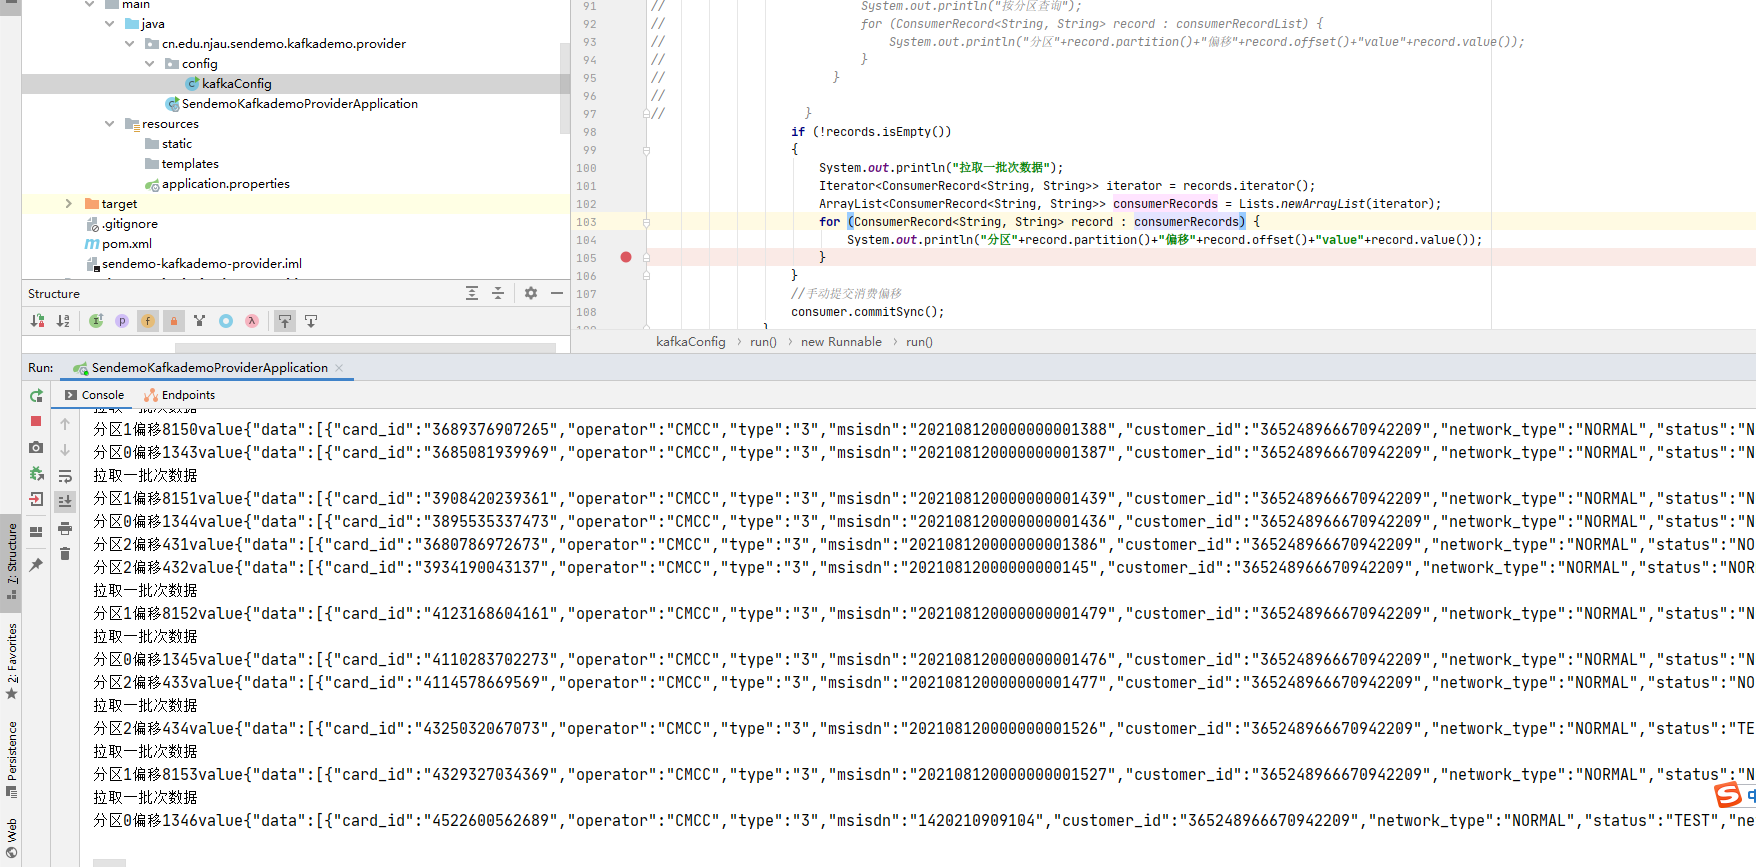 main
java
cn.edu.njau.sendemo.kafkademo.provider
config
kafkaConfig
SendemoKafkademoProviderApplication
resources
static
templates
application.properties
target
.gitignore
pom.xml
sendemo-kafkademo-provider.iml
Structure
91 // System.out.println("按分区查询");
92 // for (ConsumerRecord<String, String> record : consumerRecordList) {
93 // System.out.println("分区"+record.partition()+"偏移"+record.offset()+"value"+record.value());
94 // }
95 // }
96 //
97 // }
98 if (!records.isEmpty())
99 {
100 System.out.println("拉取一批次数据");
101 Iterator<ConsumerRecord<String, String>> iterator = records.iterator();
102 ArrayList<ConsumerRecord<String, String>> consumerRecords = Lists.newArrayList(iterator);
103 for (ConsumerRecord<String, String> record : consumerRecords) {
104 System.out.println("分区"+record.partition()+"偏移"+record.offset()+"value"+record.value());
105 }
106 }
107 //手动提交消费偏移
108 consumer.commitSync();
kafkaConfig › run() › new Runnable › run()
Run: SendemoKafkademoProviderApplication
Console Endpoints
拉取一批次数据
分区1偏移8150value{"data":[{"card_id":"3689376907265","operator":"CMCC","type":"3","msisdn":"202108120000000001388","customer_id":"365248966670942209","network_type":"NORMAL","status":"N
分区0偏移1343value{"data":[{"card_id":"3685081939969","operator":"CMCC","type":"3","msisdn":"202108120000000001387","customer_id":"365248966670942209","network_type":"NORMAL","status":"N
拉取一批次数据
分区1偏移8151value{"data":[{"card_id":"3908420239361","operator":"CMCC","type":"3","msisdn":"202108120000000001439","customer_id":"365248966670942209","network_type":"NORMAL","status":"N
分区0偏移1344value{"data":[{"card_id":"3895535337473","operator":"CMCC","type":"3","msisdn":"202108120000000001436","customer_id":"365248966670942209","network_type":"NORMAL","status":"N
分区2偏移431value{"data":[{"card_id":"3680786972673","operator":"CMCC","type":"3","msisdn":"202108120000000001386","customer_id":"365248966670942209","network_type":"NORMAL","status":"NO
分区2偏移432value{"data":[{"card_id":"3934190043137","operator":"CMCC","type":"3","msisdn":"20210812000000000145","customer_id":"365248966670942209","network_type":"NORMAL","status":"NOR
拉取一批次数据
分区1偏移8152value{"data":[{"card_id":"4123168604161","operator":"CMCC","type":"3","msisdn":"202108120000000001479","customer_id":"365248966670942209","network_type":"NORMAL","status":"N
拉取一批次数据
分区0偏移1345value{"data":[{"card_id":"4110283702273","operator":"CMCC","type":"3","msisdn":"202108120000000001476","customer_id":"365248966670942209","network_type":"NORMAL","status":"N
分区2偏移433value{"data":[{"card_id":"4114578669569","operator":"CMCC","type":"3","msisdn":"202108120000000001477","customer_id":"365248966670942209","network_type":"NORMAL","status":"NO
拉取一批次数据
分区2偏移434value{"data":[{"card_id":"4325032067073","operator":"CMCC","type":"3","msisdn":"202108120000000001526","customer_id":"365248966670942209","network_type":"NORMAL","status":"TE
拉取一批次数据
分区1偏移8153value{"data":[{"card_id":"4329327034369","operator":"CMCC","type":"3","msisdn":"202108120000000001527","customer_id":"365248966670942209","network_type":"NORMAL","status":"N
拉取一批次数据
分区0偏移1346value{"data":[{"card_id":"4522600562689","operator":"CMCC","type":"3","msisdn":"1420210909104","customer_id":"365248966670942209","network_type":"NORMAL","status":"TEST","ne
7: Structure
2: Favorites
Persistence
Web